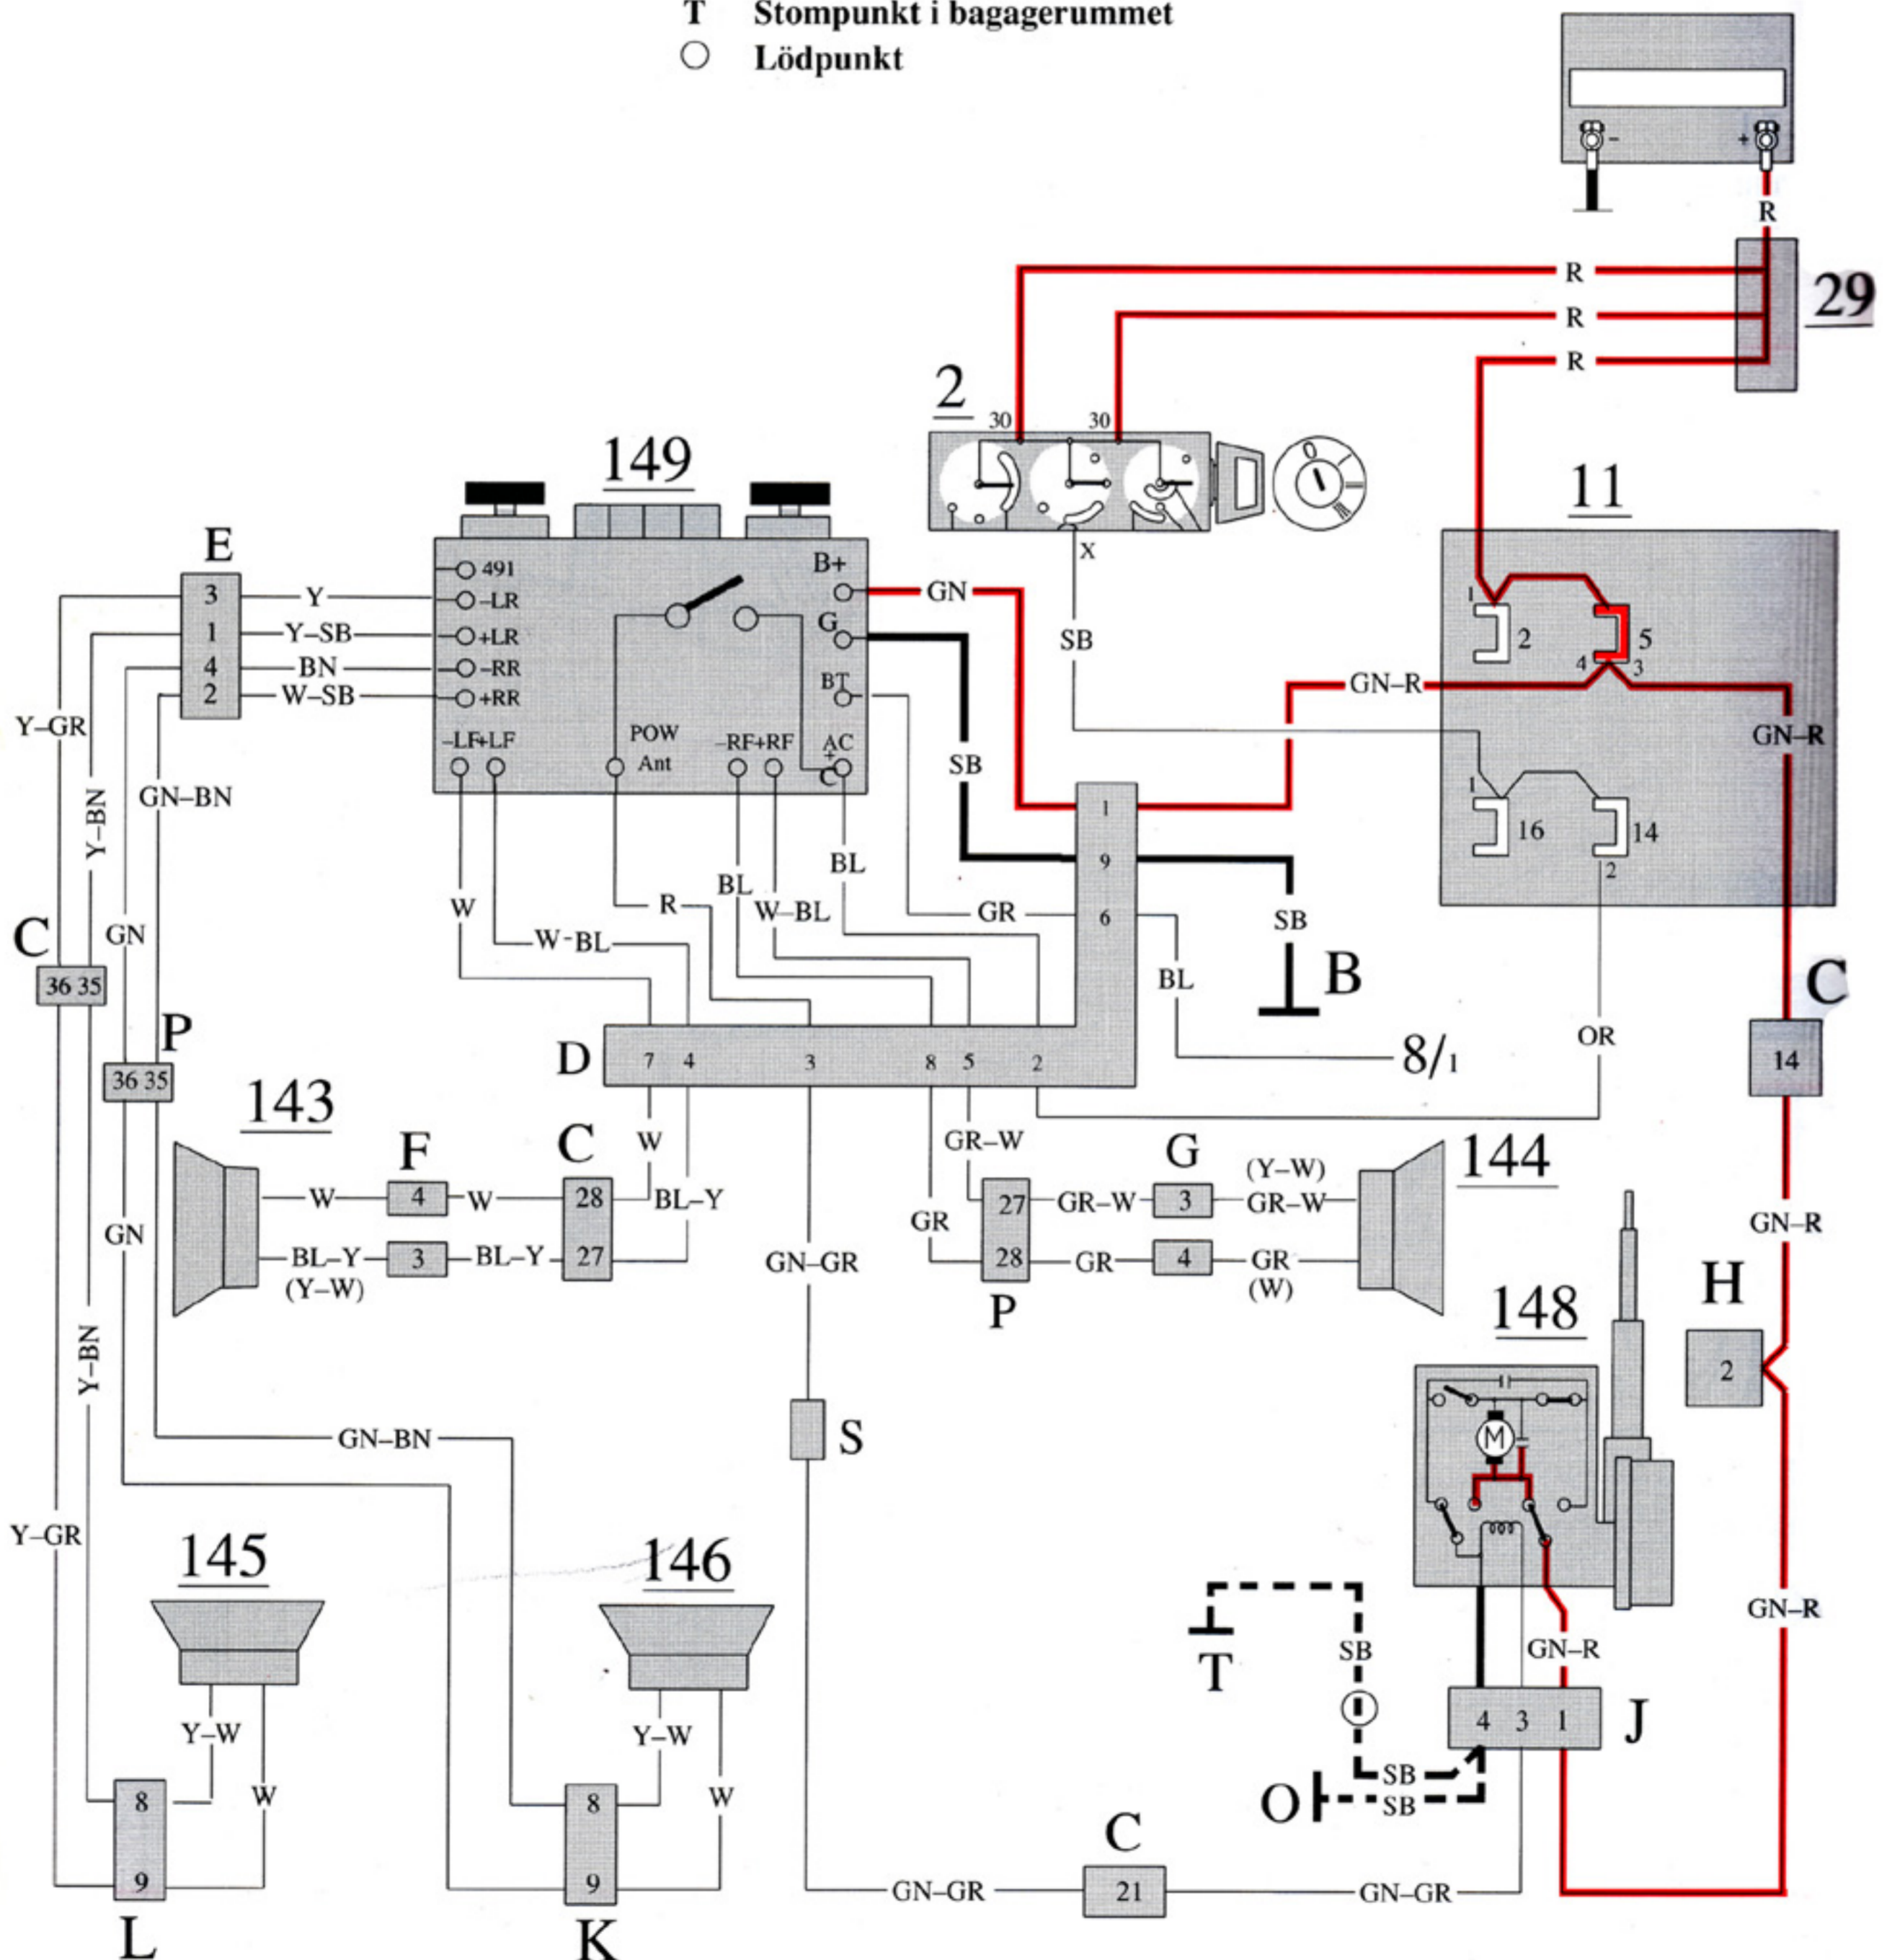 T Stompunkt i bagagerummet
Lödpunkt
- +
R
R
R
R
29
2
30 30
X
SB
149
11
E
3 Y
1 Y–SB
4 BN
2 W–SB
491
–LR
+LR
–RR
+RR
–LF +LF
POW
Ant
–RF +RF
AC
+
C
B+
G
BT
GN
SB
GN–R
GN–R
1
2
5
4 3
1
16
14
2
Y–GR
Y–BN
GN–BN
GN
C
36 35
P
36 35
W
W-BL
R
BL
W–BL
BL
GR
1
9
6
SB
B
BL
8/1
OR
C
14
D 7 4 3 8 5 2
143
F
C
W 4 W 28
BL–Y 3 BL–Y 27
(Y–W)
W
BL–Y
GN
GN–GR
GR–W
GR
27 GR–W 3 GR–W
28 GR 4 GR
P
G
(Y–W)
(W)
144
GN–R
H
2
148
M
Y–BN
GN–BN
S
Y–GR
145
146
Y–W
W
8
9
L
Y–W
W
8
9
K
T
SB
GN–R
GN–R
4 3 1 J
SB
O SB
C
GN–GR 21 GN–GR